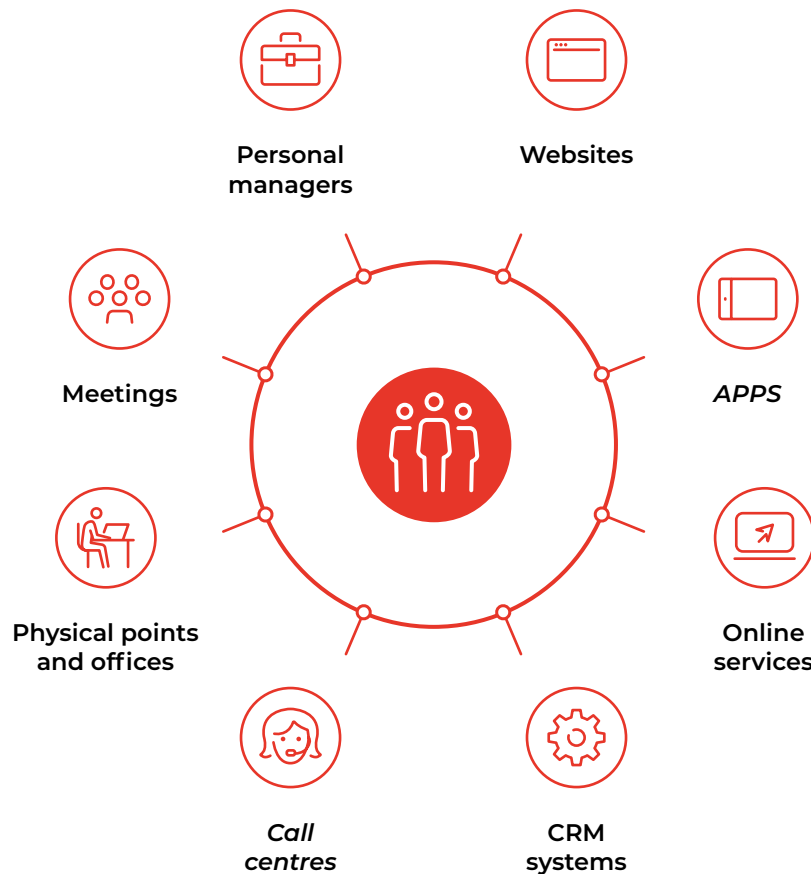 Personal
managers
Websites
Meetings
APPS
Physical points
and offices
Online
services
Call
centres
CRM
systems